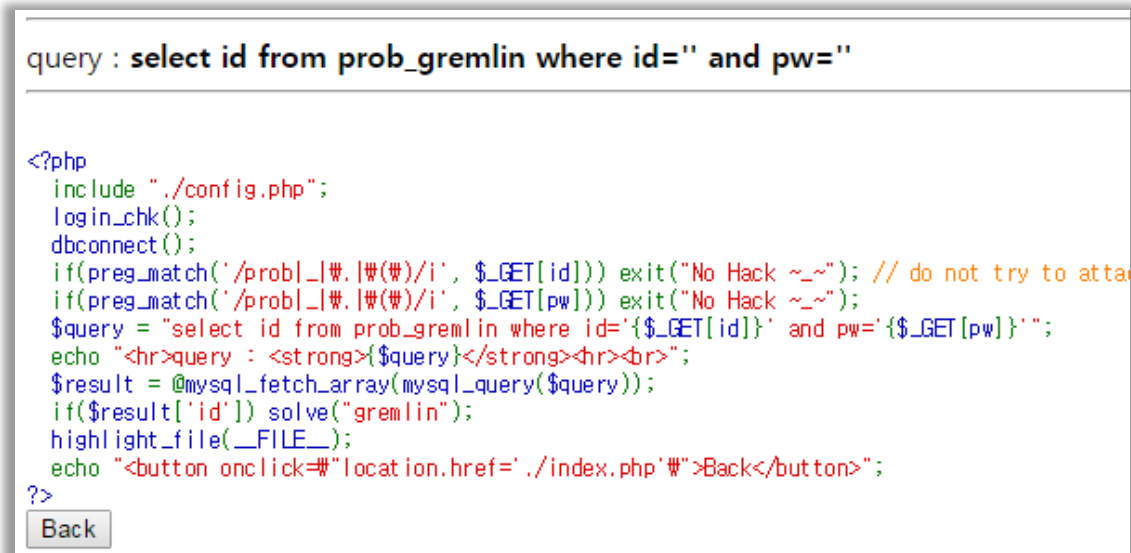 query : select id from prob_gremlin where id='' and pw=''
<?php
include "./config.php";
login_chk();
dbconnect();
if(preg_match('/prob|_|₩.|₩(₩)/i', $_GET[id])) exit("No Hack ~_~"); // do not try to attac
if(preg_match('/prob|_|₩.|₩(₩)/i', $_GET[pw])) exit("No Hack ~_~");
$query = "select id from prob_gremlin where id='{$_GET[id]}' and pw='{$_GET[pw]}'";
echo "<hr>query : <strong>{$query}</strong><hr><br>";
$result = @mysql_fetch_array(mysql_query($query));
if($result['id']) solve("gremlin");
highlight_file(__FILE__);
echo "<button onclick=₩"location.href='./index.php'₩">Back</button>";
?>
Back